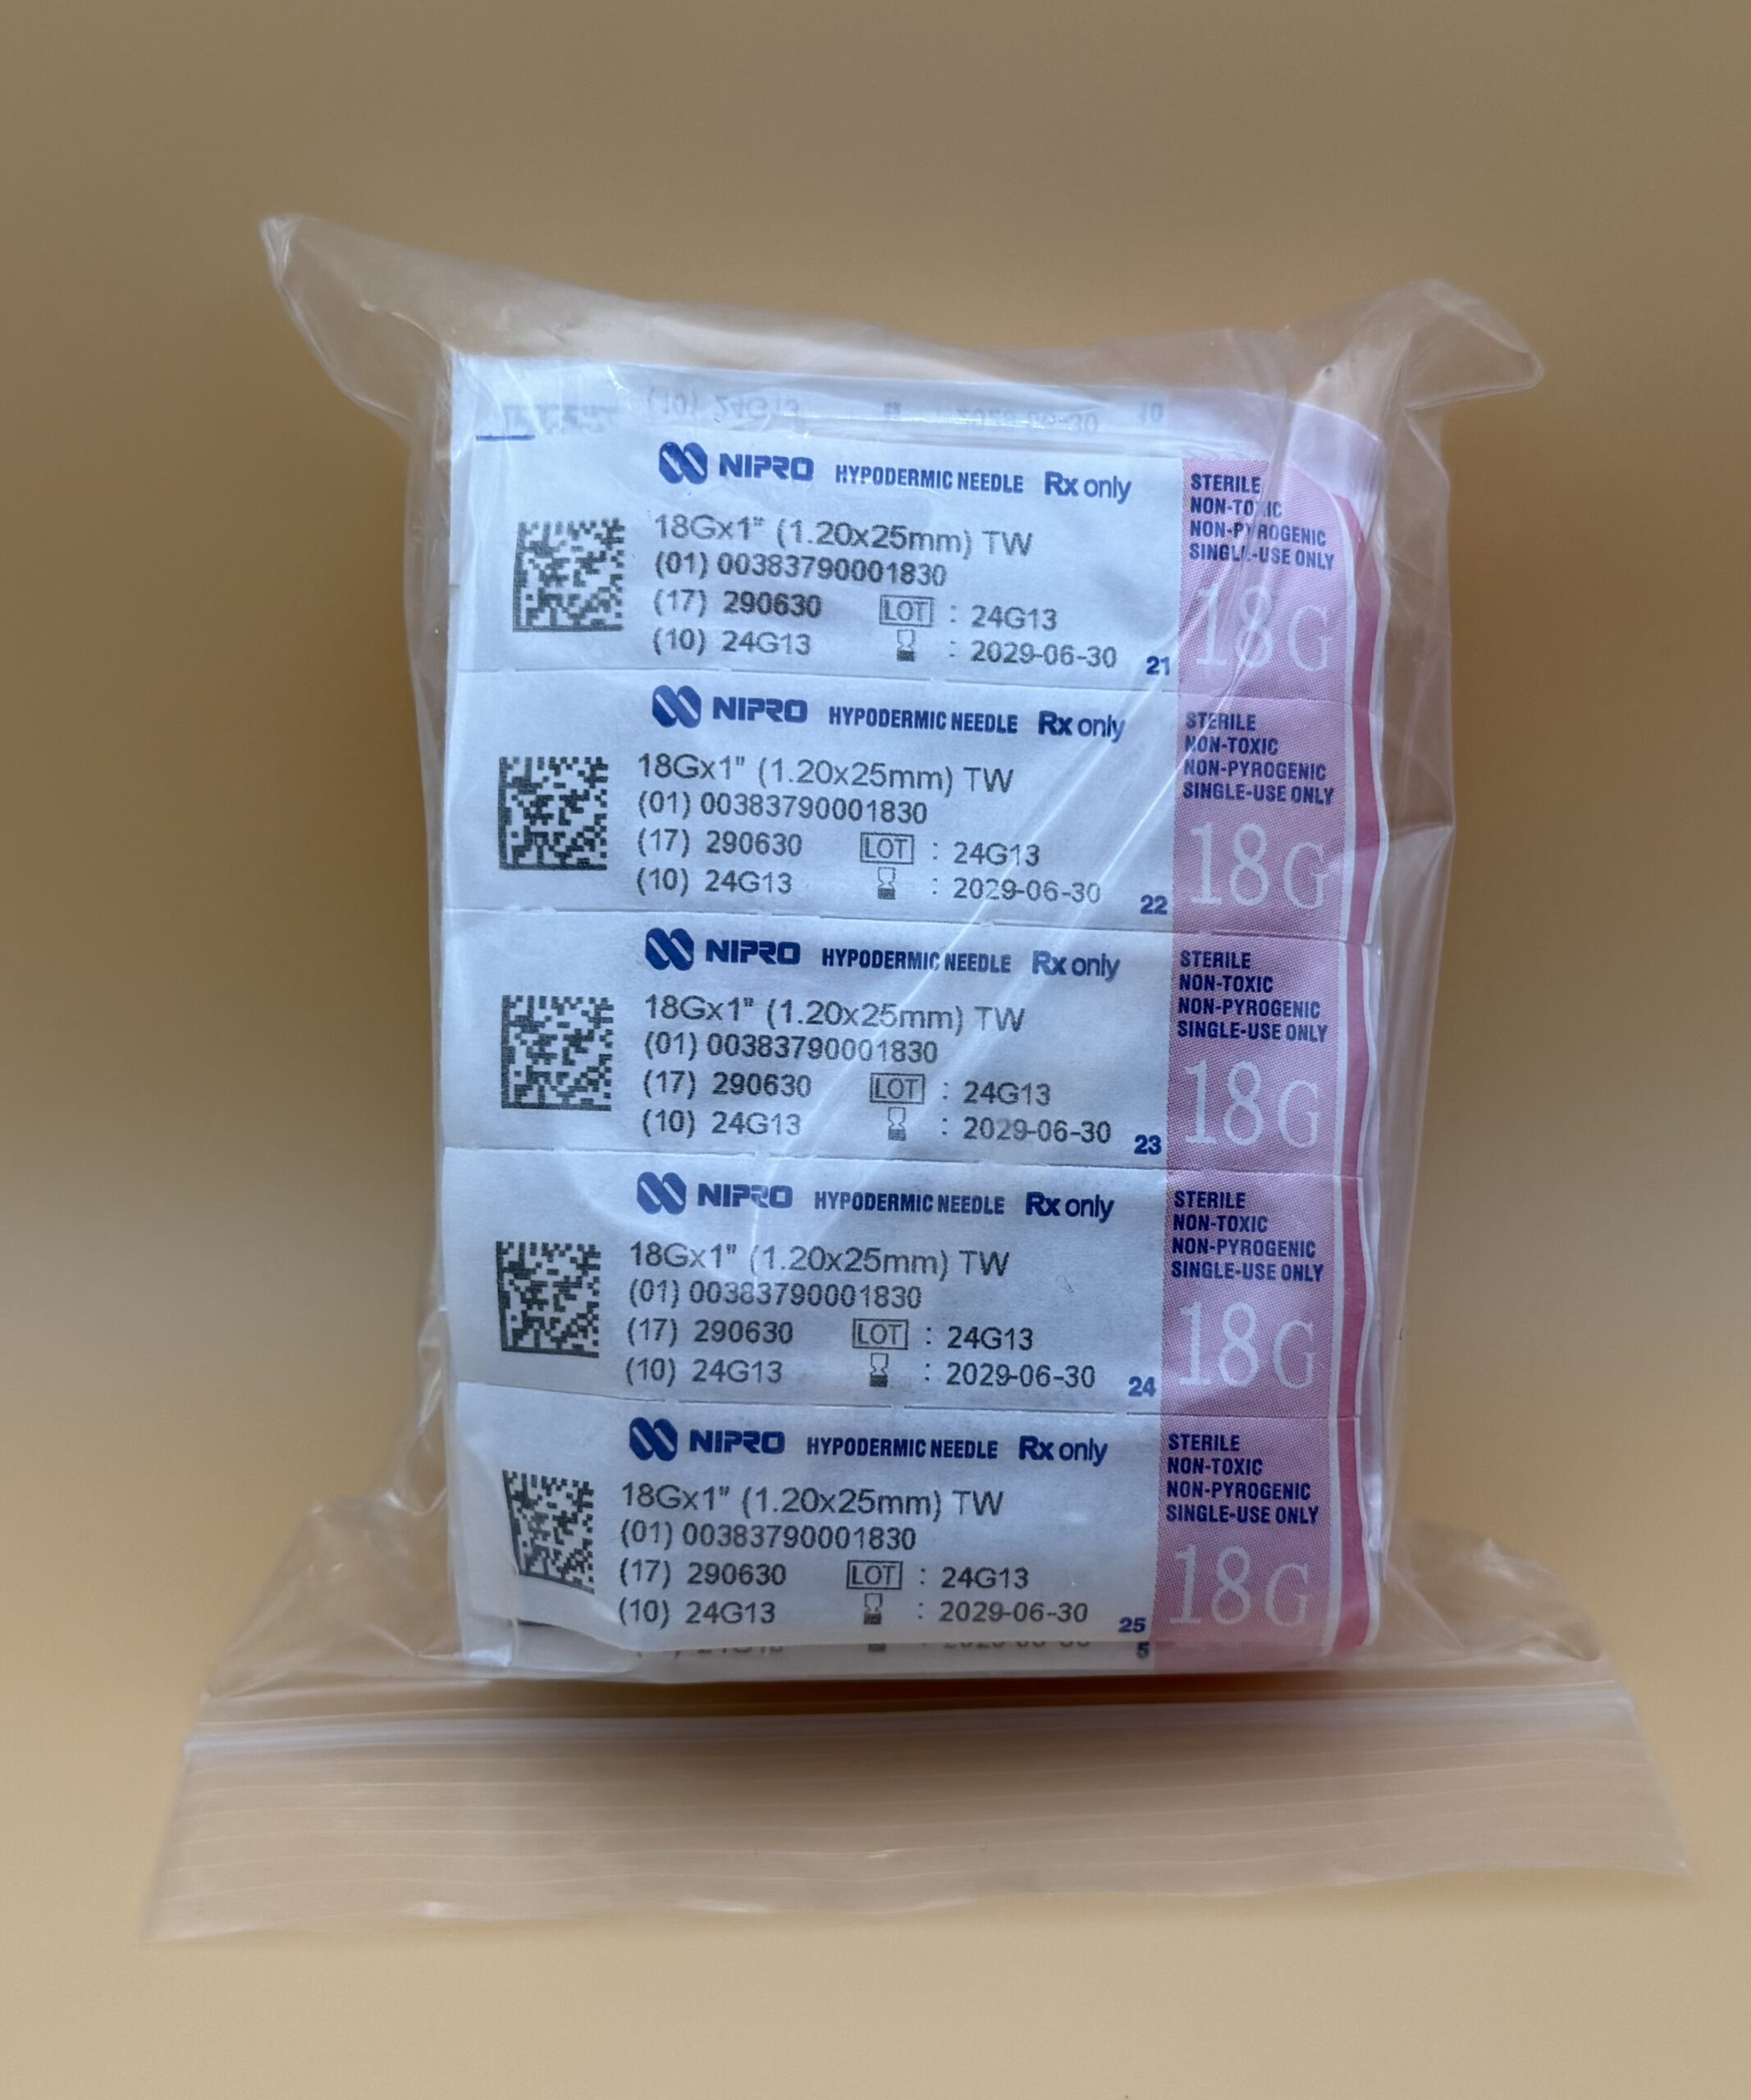 (10) 24G13 2029-06-30 10
NIPRO HYPODERMIC NEEDLE Rx only
18Gx1" (1.20x25mm) TW
(01) 00383790001830
(17) 290630 LOT : 24G13
(10) 24G13 : 2029-06-30 21
STERILE
NON-TOXIC
NON-PYROGENIC
SINGLE-USE ONLY
18G
NIPRO HYPODERMIC NEEDLE Rx only
18Gx1" (1.20x25mm) TW
(01) 00383790001830
(17) 290630 LOT : 24G13
(10) 24G13 : 2029-06-30 22
STERILE
NON-TOXIC
NON-PYROGENIC
SINGLE-USE ONLY
18G
NIPRO HYPODERMIC NEEDLE Rx only
18Gx1" (1.20x25mm) TW
(01) 00383790001830
(17) 290630 LOT : 24G13
(10) 24G13 : 2029-06-30 23
STERILE
NON-TOXIC
NON-PYROGENIC
SINGLE-USE ONLY
18G
NIPRO HYPODERMIC NEEDLE Rx only
18Gx1" (1.20x25mm) TW
(01) 00383790001830
(17) 290630 LOT : 24G13
(10) 24G13 : 2029-06-30 24
STERILE
NON-TOXIC
NON-PYROGENIC
SINGLE-USE ONLY
18G
NIPRO HYPODERMIC NEEDLE Rx only
18Gx1" (1.20x25mm) TW
(01) 00383790001830
(17) 290630 LOT : 24G13
(10) 24G13 : 2029-06-30 25
STERILE
NON-TOXIC
NON-PYROGENIC
SINGLE-USE ONLY
18G
5